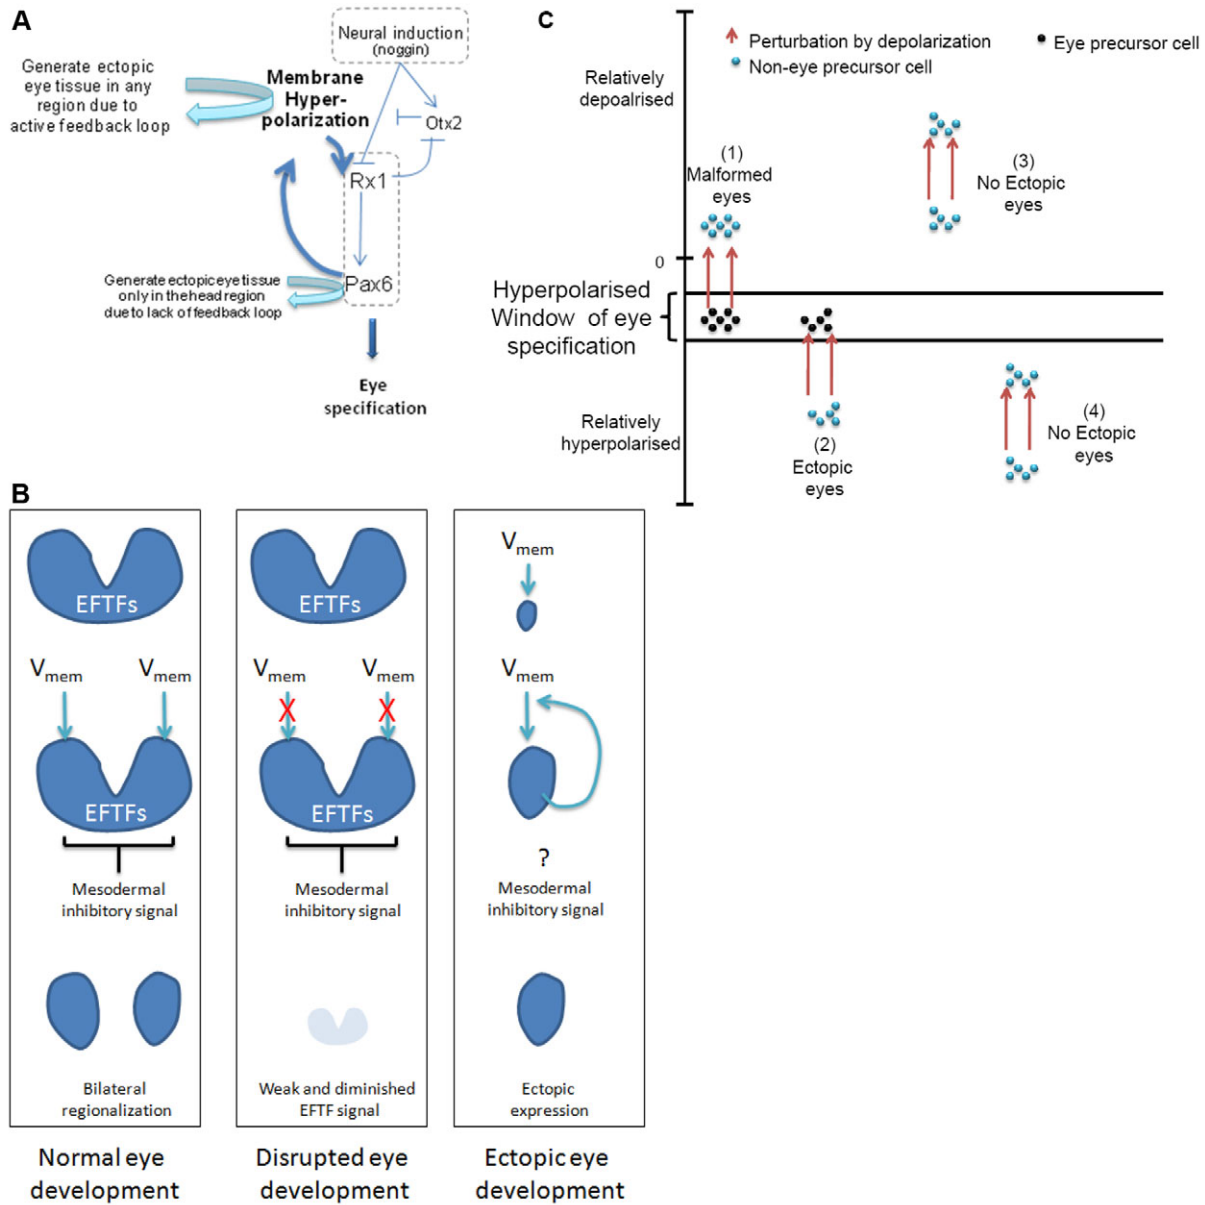 A
Neural induction
(noggin)
Generate ectopic
eye tissue in any
region due to
active feedback loop
Membrane
Hyper-
polarization
Otx2
Rx1
Generate ectopic eye tissue
only in the head region
due to lack of feedback loop
Pax6
Eye
specification
C
Perturbation by depolarization
Non-eye precursor cell
Eye precursor cell
Relatively
depoalrised
(1)
Malformed
eyes
(3)
No Ectopic
eyes
0
Hyperpolarised
Window of eye
specification
Relatively
hyperpolarised
(2)
Ectopic
eyes
(4)
No Ectopic
eyes
B
EFTFs
Vmem Vmem
EFTFs
Mesodermal
inhibitory signal
Bilateral
regionalization
Normal eye
development
EFTFs
Vmem Vmem
X X
EFTFs
Mesodermal
inhibitory signal
Weak and diminished
EFTF signal
Disrupted eye
development
Vmem
Vmem
?
Mesodermal
inhibitory signal
Ectopic
expression
Ectopic eye
development